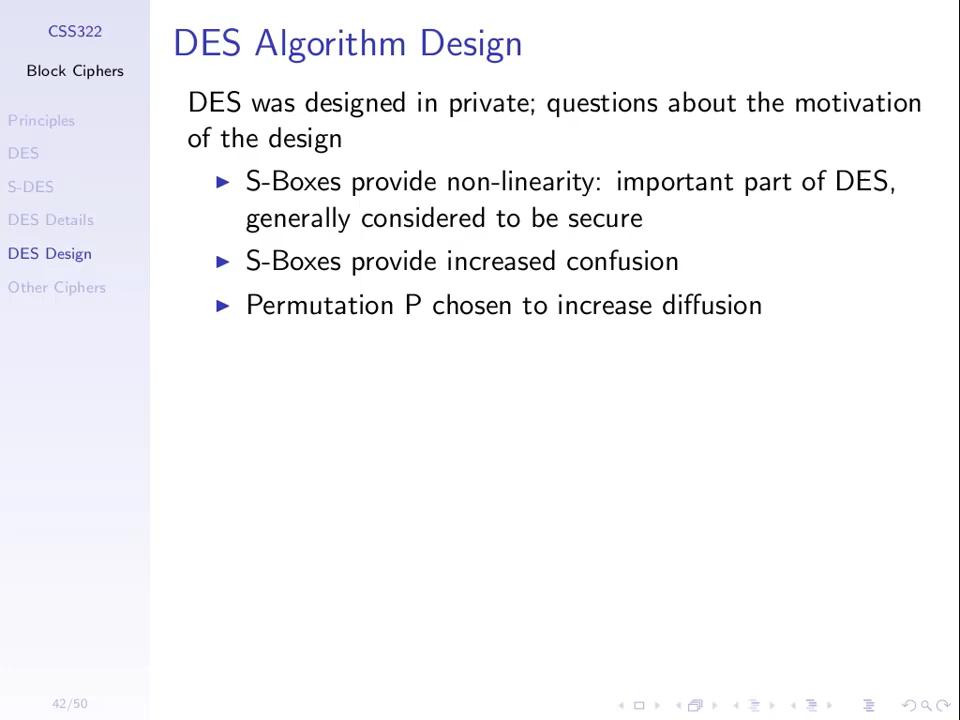 CSS322
Block Ciphers
Principles
DES
S-DES
DES Details
DES Design
Other Ciphers
42/50
DES Algorithm Design
DES was designed in private; questions about the motivation
of the design
S-Boxes provide non-linearity: important part of DES,
generally considered to be secure
S-Boxes provide increased confusion
Permutation P chosen to increase diffusion